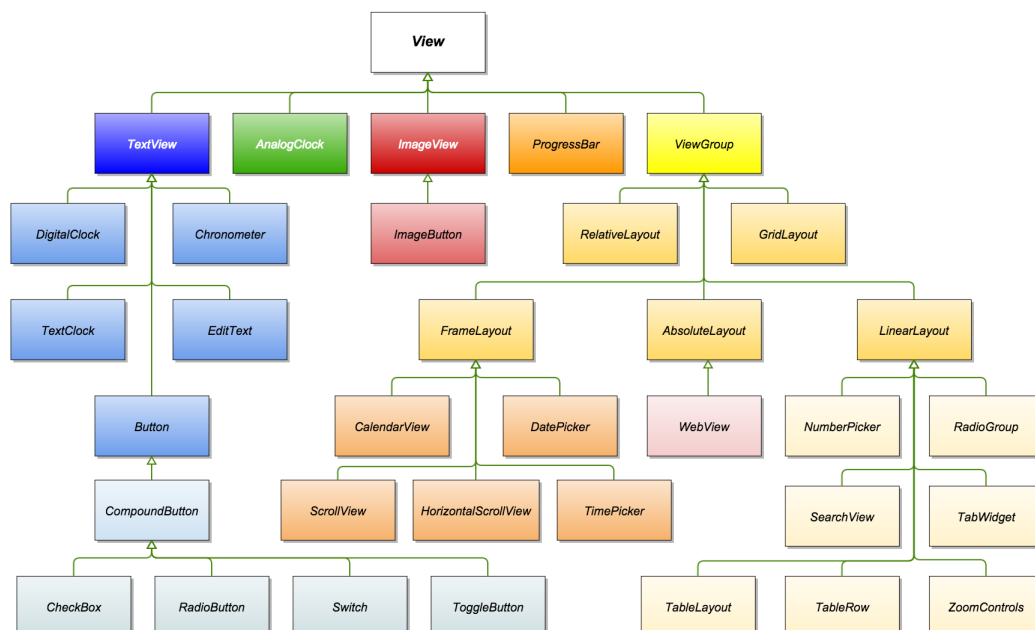 View
TextView
AnalogClock
ImageView
ProgressBar
ViewGroup
DigitalClock
Chronometer
ImageButton
RelativeLayout
GridLayout
TextClock
EditText
FrameLayout
AbsoluteLayout
LinearLayout
Button
CalendarView
DatePicker
WebView
NumberPicker
RadioGroup
CompoundButton
ScrollView
HorizontalScrollView
TimePicker
SearchView
TabWidget
CheckBox
RadioButton
Switch
ToggleButton
TableLayout
TableRow
ZoomControls